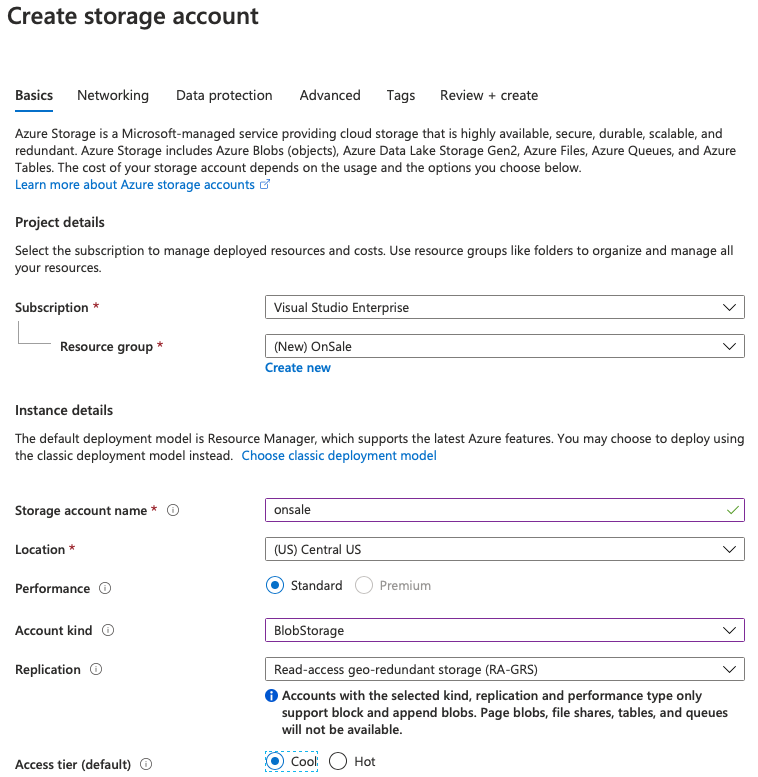 Create storage account
Basics Networking Data protection Advanced Tags Review + create
Azure Storage is a Microsoft-managed service providing cloud storage that is highly available, secure, durable, scalable, and
redundant. Azure Storage includes Azure Blobs (objects), Azure Data Lake Storage Gen2, Azure Files, Azure Queues, and Azure
Tables. The cost of your storage account depends on the usage and the options you choose below.
Learn more about Azure storage accounts
Project details
Select the subscription to manage deployed resources and costs. Use resource groups like folders to organize and manage all
your resources.
Subscription * Visual Studio Enterprise
Resource group * (New) OnSale
Create new
Instance details
The default deployment model is Resource Manager, which supports the latest Azure features. You may choose to deploy using
the classic deployment model instead. Choose classic deployment model
Storage account name * onsale
Location * (US) Central US
Performance Standard Premium
Account kind BlobStorage
Replication Read-access geo-redundant storage (RA-GRS)
Accounts with the selected kind, replication and performance type only
support block and append blobs. Page blobs, file shares, tables, and queues
will not be available.
Access tier (default) Cool Hot